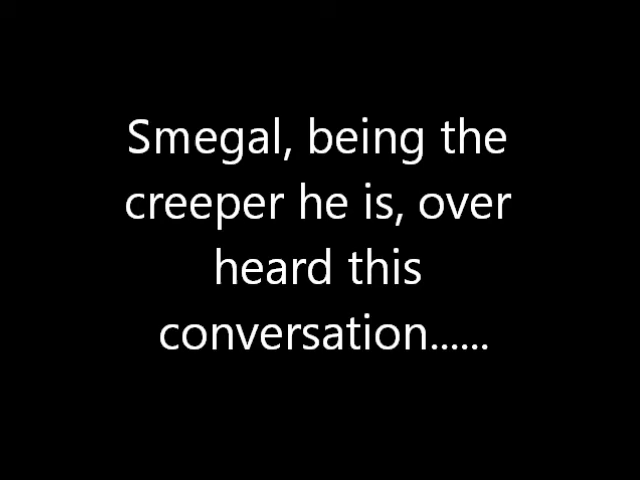 Smegal, being the
creeper he is, over
heard this
conversation......